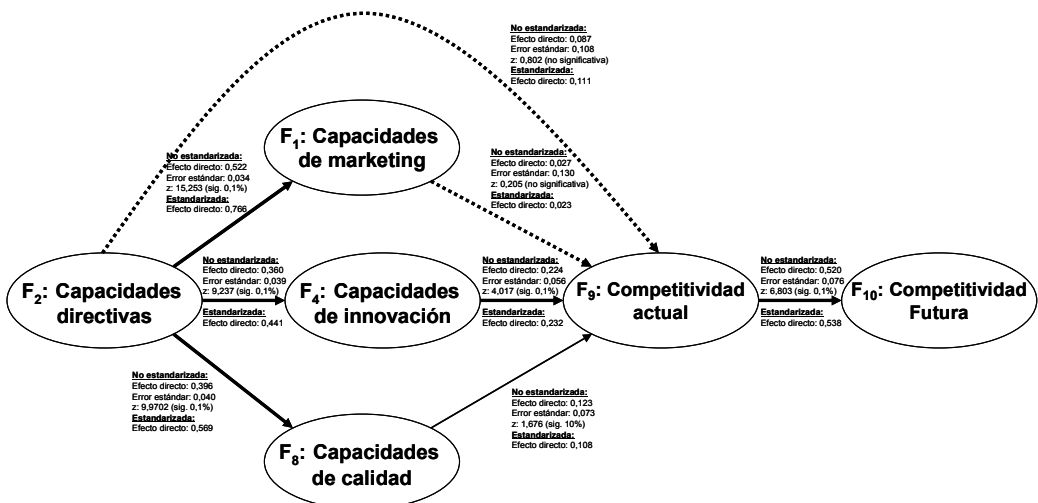 No estandarizada:
Efecto directo: 0,087
Error estándar: 0,108
z: 0,802 (no significativa)
Estandarizada:
Efecto directo: 0,111
F1: Capacidades
de marketing
No estandarizada:
Efecto directo: 0,522
Error estándar: 0,034
z: 15,253 (sig. 0,1%)
Estandarizada:
Efecto directo: 0,766
No estandarizada:
Efecto directo: 0,027
Error estándar: 0,130
z: 0,205 (no significativa)
Estandarizada:
Efecto directo: 0,023
F2: Capacidades
directivas
No estandarizada:
Efecto directo: 0,360
Error estándar: 0,039
z: 9,237 (sig. 0,1%)
Estandarizada:
Efecto directo: 0,441
F4: Capacidades
de innovación
No estandarizada:
Efecto directo: 0,224
Error estándar: 0,056
z: 4,017 (sig. 0,1%)
Estandarizada:
Efecto directo: 0,232
F9: Competitividad
actual
No estandarizada:
Efecto directo: 0,520
Error estándar: 0,076
z: 6,803 (sig. 0,1%)
Estandarizada:
Efecto directo: 0,538
F10: Competitividad
Futura
No estandarizada:
Efecto directo: 0,396
Error estándar: 0,040
z: 9,9702 (sig. 0,1%)
Estandarizada:
Efecto directo: 0,569
F8: Capacidades
de calidad
No estandarizada:
Efecto directo: 0,123
Error estándar: 0,073
z: 1,676 (sig. 10%)
Estandarizada:
Efecto directo: 0,108